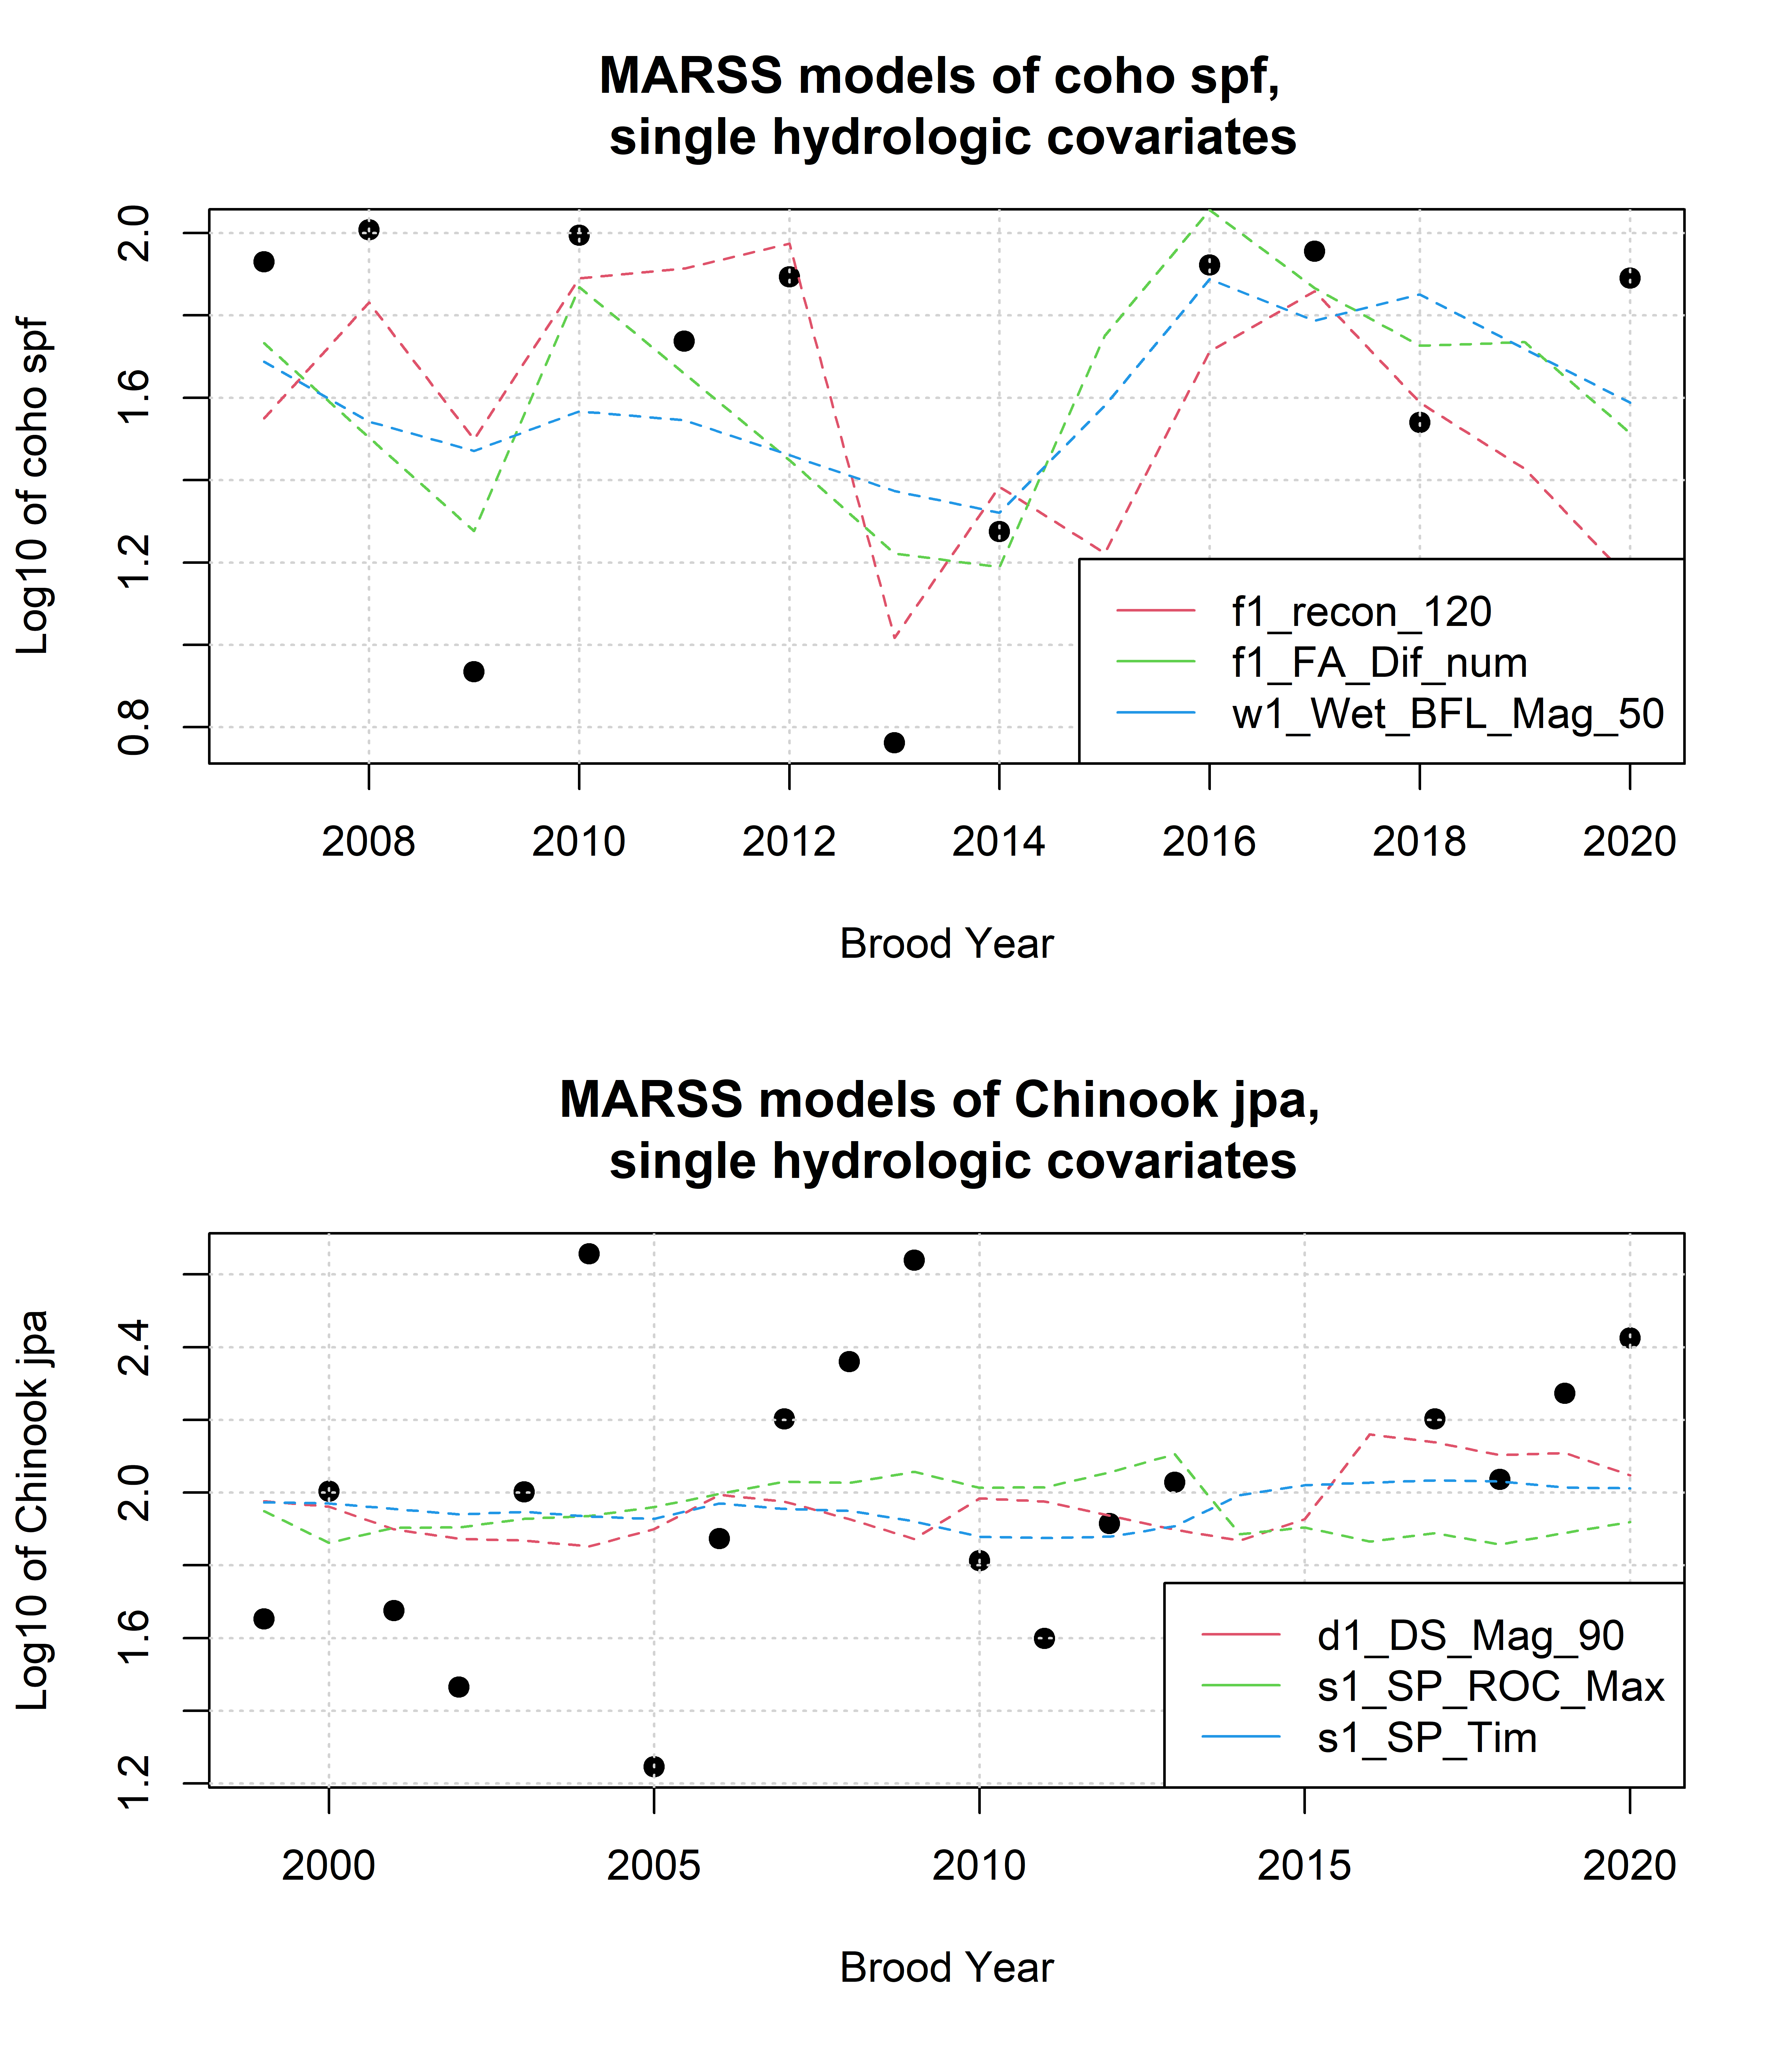 MARSS models of coho spf,
single hydrologic covariates
Log10 of coho spf
2.0
1.6
1.2
0.8
f1_recon_120
f1_FA_Dif_num
w1_Wet_BFL_Mag_50
2008 2010 2012 2014 2016 2018 2020
Brood Year
MARSS models of Chinook jpa,
single hydrologic covariates
Log10 of Chinook jpa
2.4
2.0
1.6
1.2
d1_DS_Mag_90
s1_SP_ROC_Max
s1_SP_Tim
2000 2005 2010 2015 2020
Brood Year